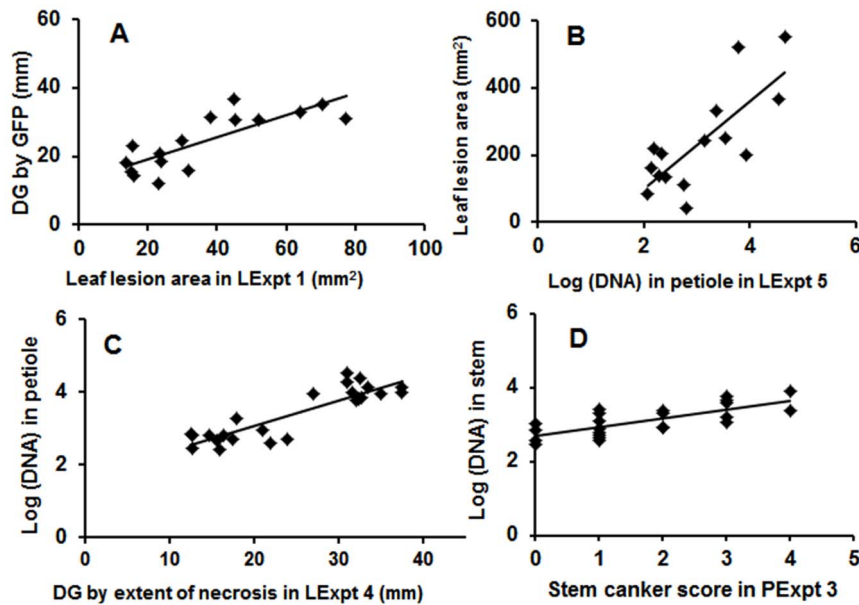 A
DG by GFP (mm)
60
40
20
0
0 20 40 60 80 100
Leaf lesion area in LExpt 1 (mm²)
B
Leaf lesion area (mm²)
600
400
200
0
0 2 4 6
Log (DNA) in petiole in LExpt 5
C
Log (DNA) in petiole
6
4
2
0
0 10 20 30 40
DG by extent of necrosis in LExpt 4 (mm)
D
Log (DNA) in stem
6
4
2
0
0 1 2 3 4 5
Stem canker score in PExpt 3